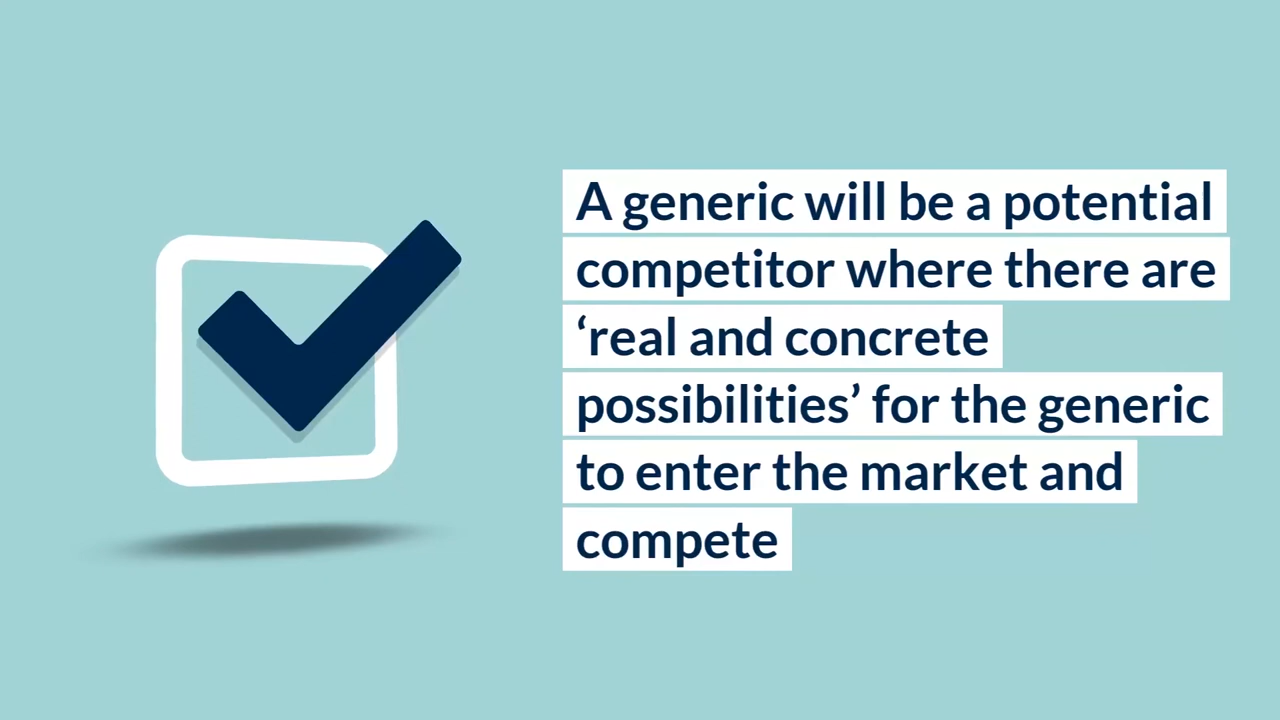 A generic will be a potential
competitor where there are
‘real and concrete
possibilities’ for the generic
to enter the market and
compete